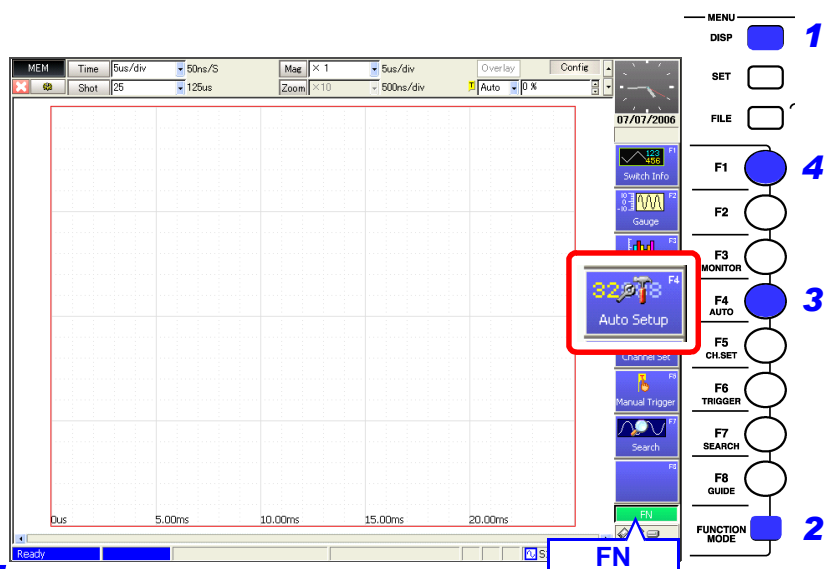 MENU
DISP
1
SET
FILE
MEM
Time
5us/div
50ns/S
Mag
× 1
5us/div
Overlay
Config
Shot
25
125us
Zoom
×10
500ns/div
Auto
0 %
07/07/2006
F1
Switch Info
F2
Gauge
F3
F4
Auto Setup
Channel Set
Manual Trigger
F7
Search
F8
FN
FN
F1
4
F2
F3
MONITOR
F4
AUTO
3
F5
CH.SET
F6
TRIGGER
F7
SEARCH
F8
GUIDE
FUNCTION
MODE
2
0us
5.00ms
10.00ms
15.00ms
20.00ms
Ready